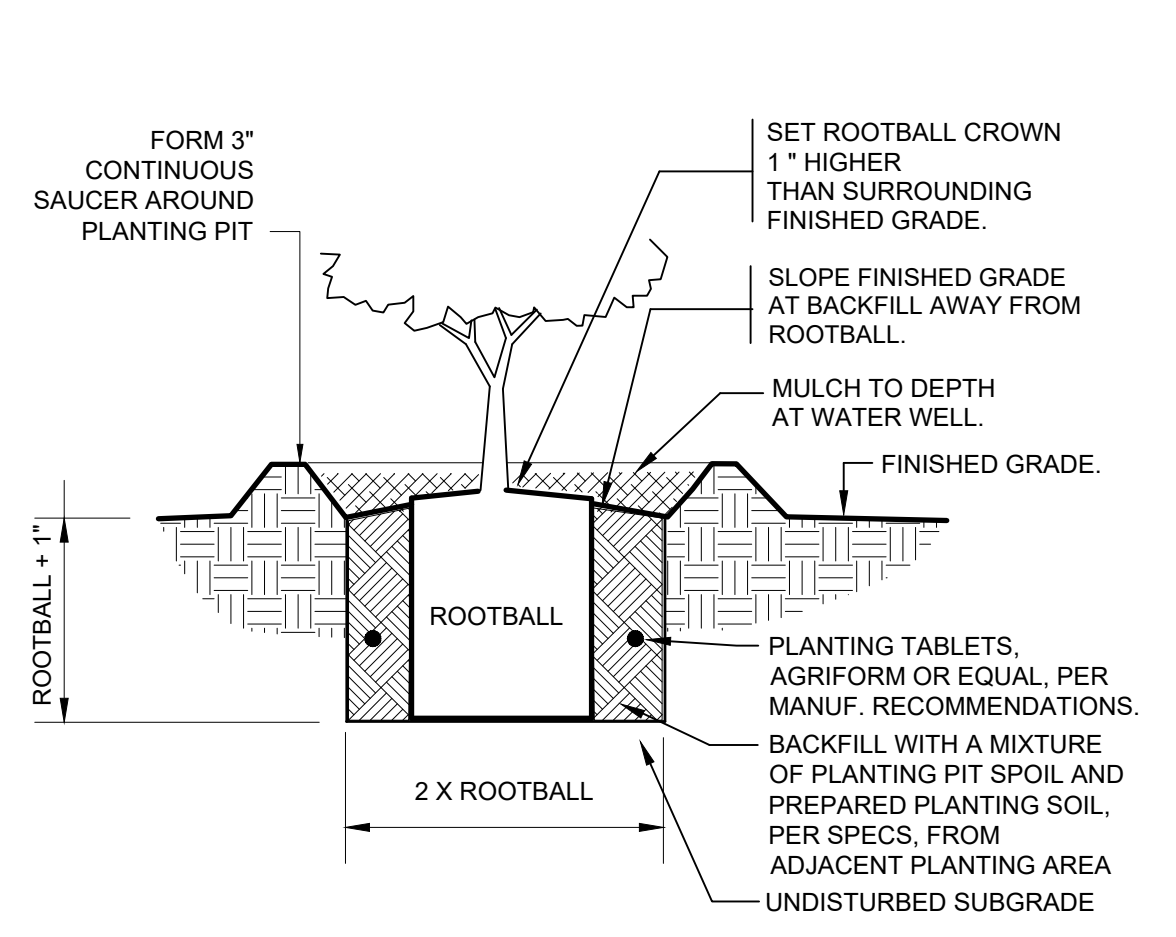 FORM 3"
CONTINUOUS
SAUCER AROUND
PLANTING PIT
SET ROOTBALL CROWN
1 " HIGHER
THAN SURROUNDING
FINISHED GRADE.
SLOPE FINISHED GRADE
AT BACKFILL AWAY FROM
ROOTBALL.
MULCH TO DEPTH
AT WATER WELL.
FINISHED GRADE.
ROOTBALL + 1"
ROOTBALL
PLANTING TABLETS,
AGRIFORM OR EQUAL, PER
MANUF. RECOMMENDATIONS.
BACKFILL WITH A MIXTURE
OF PLANTING PIT SPOIL AND
PREPARED PLANTING SOIL,
PER SPECS, FROM
ADJACENT PLANTING AREA
2 X ROOTBALL
UNDISTURBED SUBGRADE